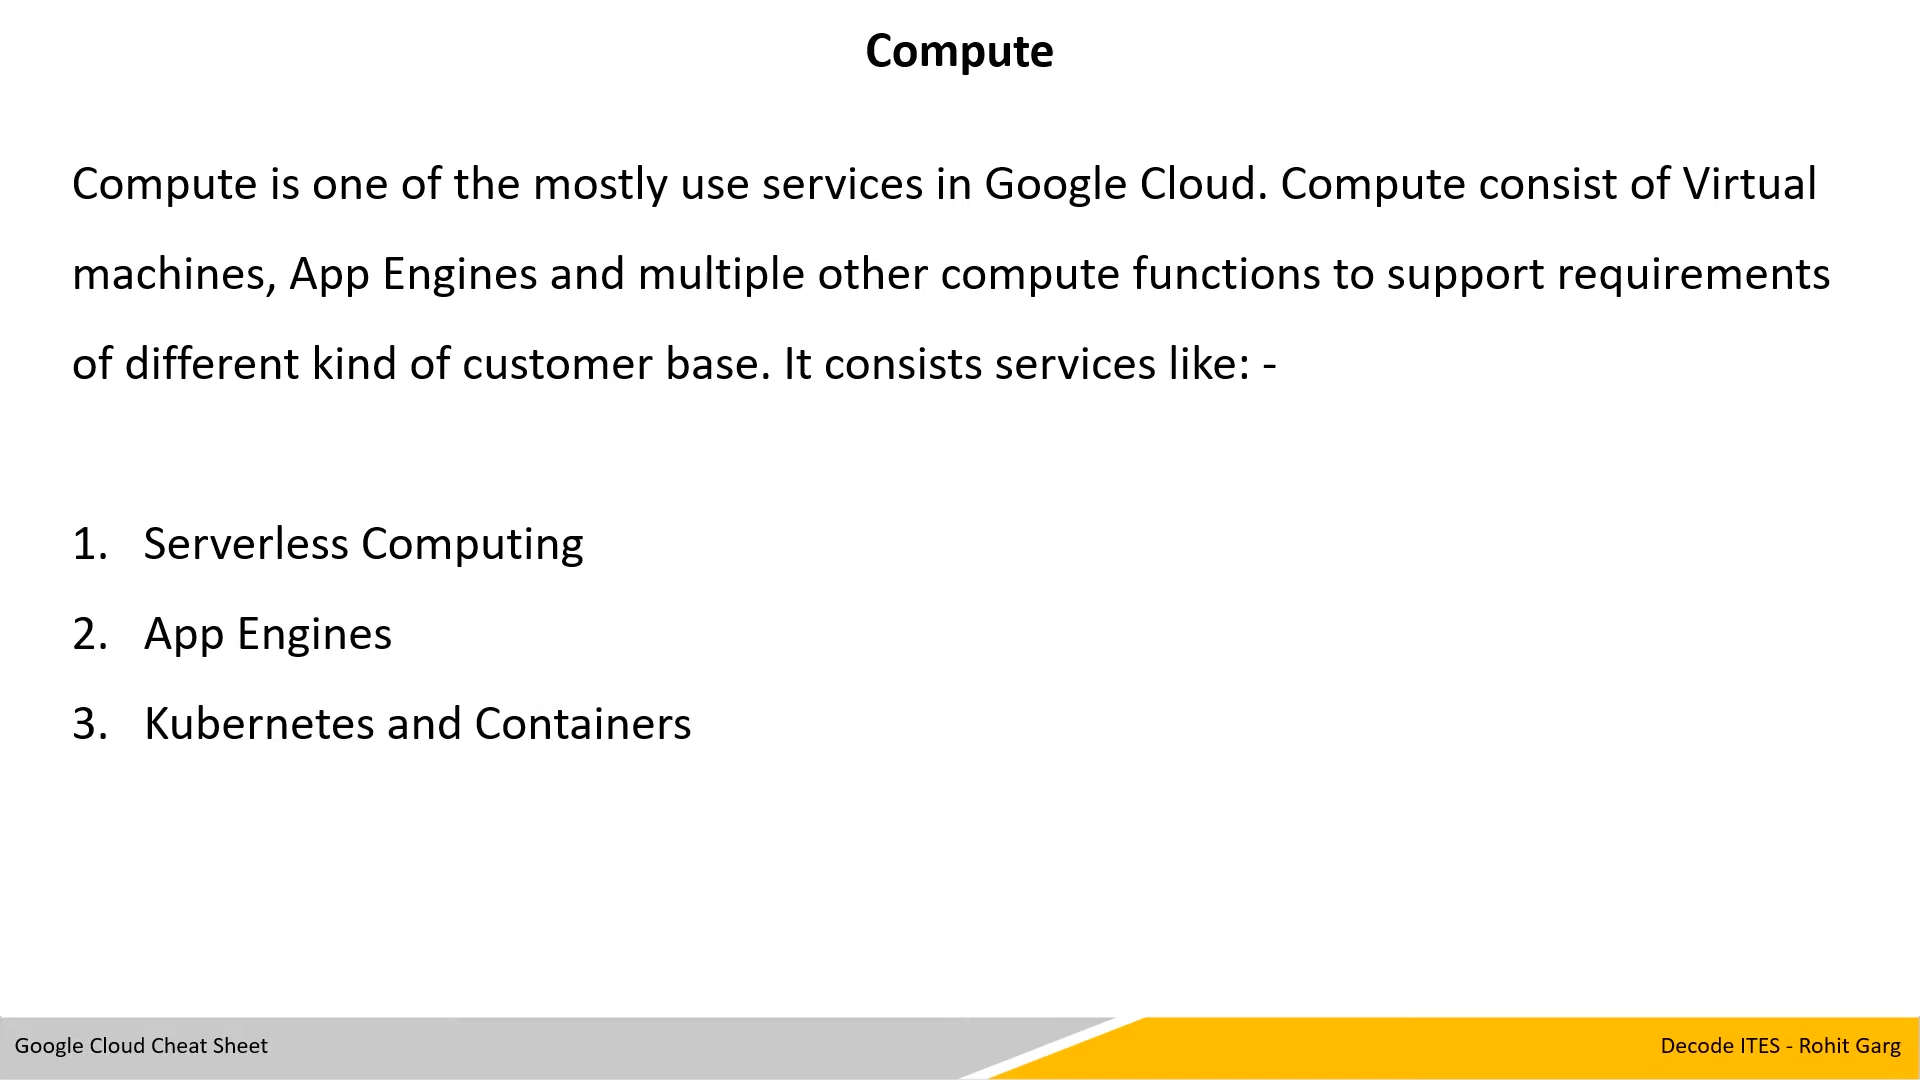 Compute
Compute is one of the mostly use services in Google Cloud. Compute consist of Virtual
machines, App Engines and multiple other compute functions to support requirements
of different kind of customer base. It consists services like: -
1. Serverless Computing
2. App Engines
3. Kubernetes and Containers
Google Cloud Cheat Sheet
Decode ITES - Rohit Garg